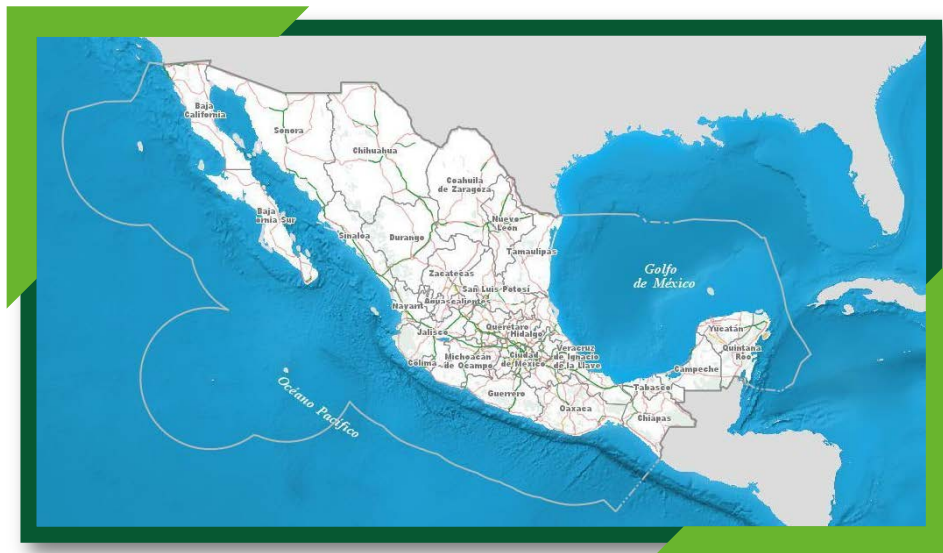 Baja
California
Sonora
Chihuahua
Coahuila
de Zaragoza
Baja
ornia Sur
Sinaloa
Durango
Nuevo
León
Tamaulipas
Golfo
de México
Zacatecas
San Luis Potosí
Nayarit
Aguascalientes
Jalisco
Querétaro
Hidalgo
Yucatán
Quintana
Roo
Colima
Michoacán
de Ocampo
Ciudad
de México
Veracruz
de Ignacio
de la Llave
Campeche
Tabasco
Océano Pacífico
Guerrero
Oaxaca
Chiapas